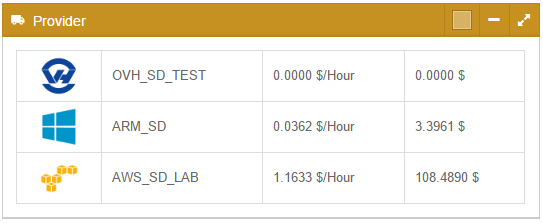 Provider
OVH_SD_TEST 0.0000 $/Hour 0.0000 $
ARM_SD 0.0362 $/Hour 3.3961 $
AWS_SD_LAB 1.1633 $/Hour 108.4890 $